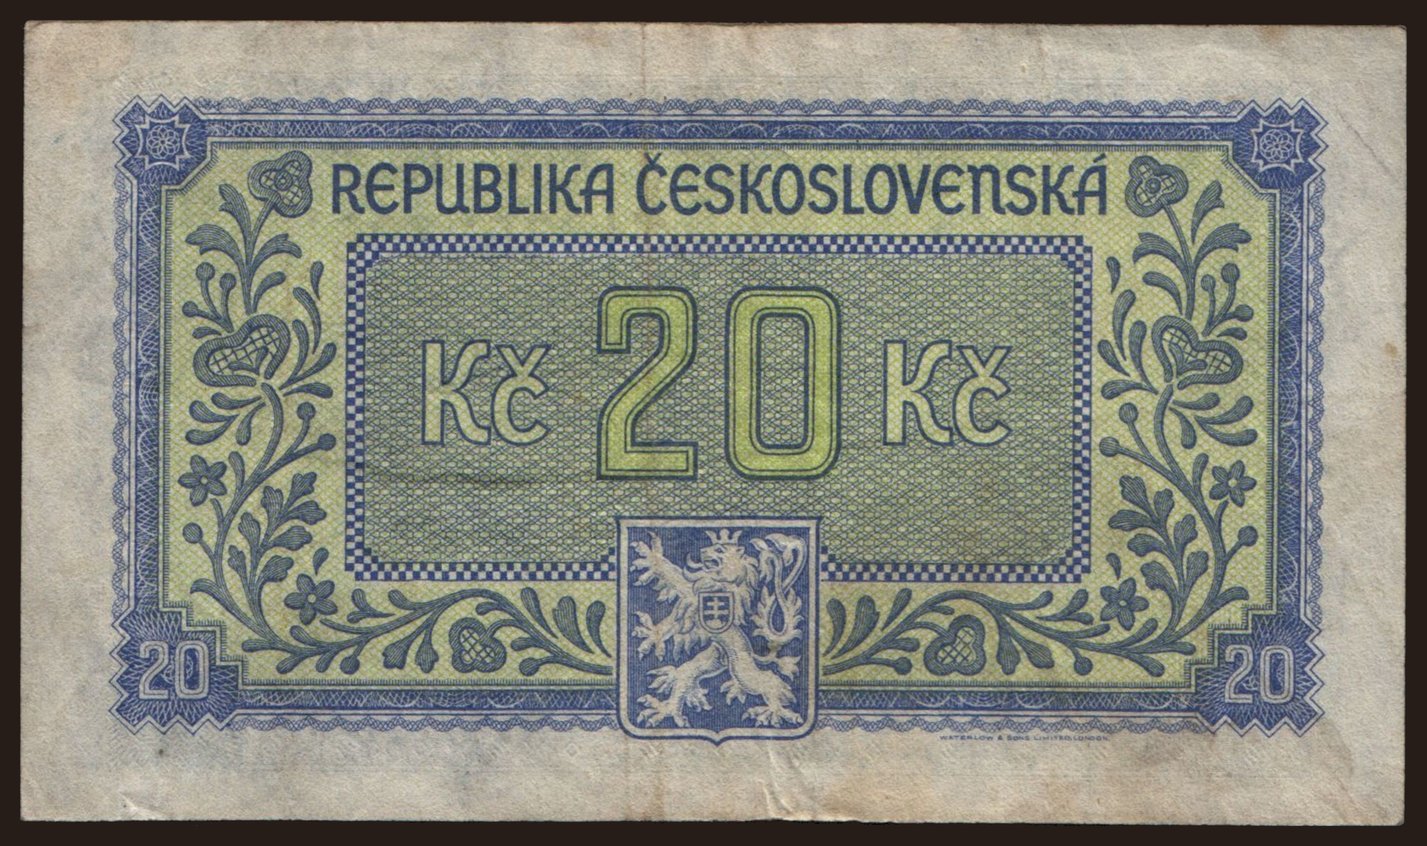 REPUBLIKA ČESKOSLOVENSKÁ
Kč 20 Kč
20 20
WATERLOW & SONS LIMITED, LONDON.